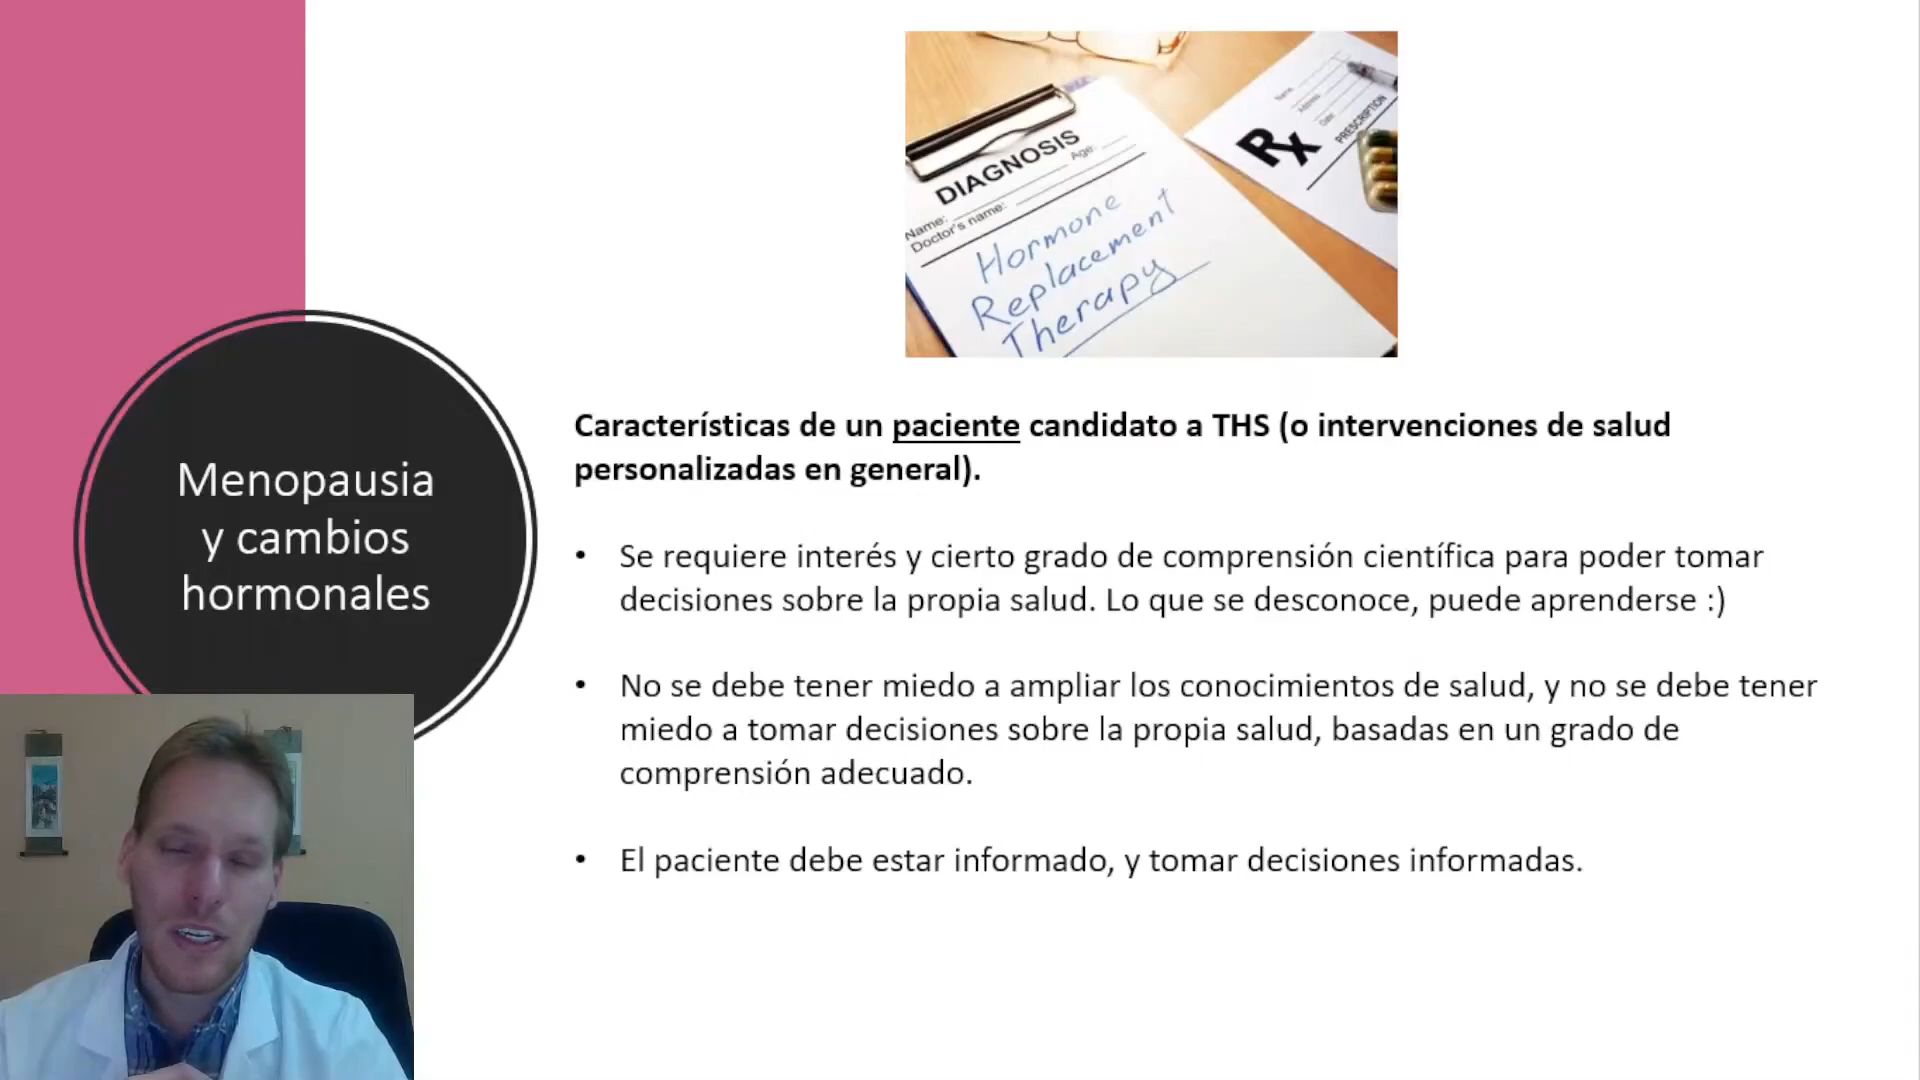 Menopausia
y cambios
hormonales
DIAGNOSIS
Name:
Age:
Doctor's name:
Hormone
Replacement
Therapy
Name:
Address
Date:
Rx
PRESCRIPTION
Características de un paciente candidato a THS (o intervenciones de salud
personalizadas en general).
• Se requiere interés y cierto grado de comprensión científica para poder tomar
decisiones sobre la propia salud. Lo que se desconoce, puede aprenderse :)
• No se debe tener miedo a ampliar los conocimientos de salud, y no se debe tener
miedo a tomar decisiones sobre la propia salud, basadas en un grado de
comprensión adecuado.
• El paciente debe estar informado, y tomar decisiones informadas.